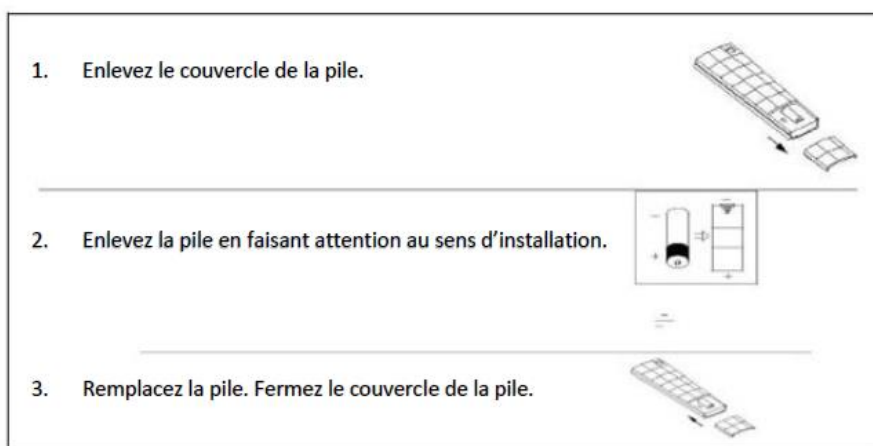 1. Enlevez le couvercle de la pile.
2. Enlevez la pile en faisant attention au sens d’installation.
3. Remplacez la pile. Fermez le couvercle de la pile.